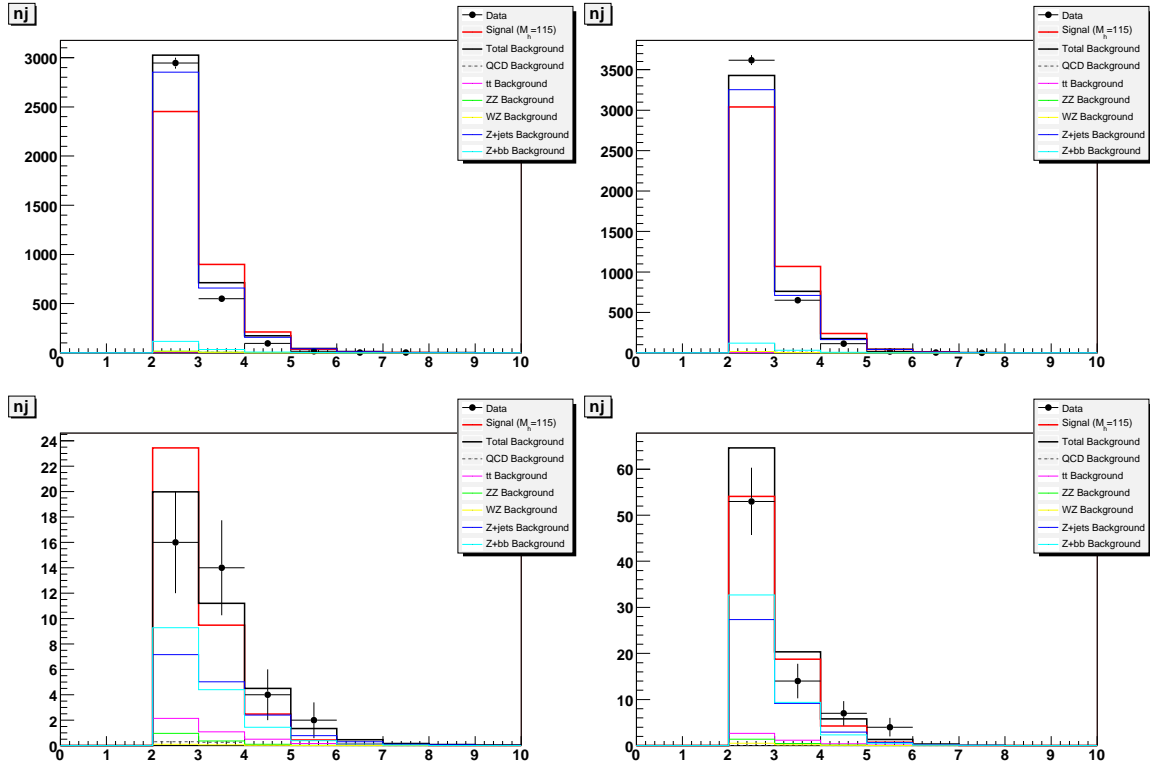 nj
Data
Signal (M_h=115)
Total Background
QCD Background
tt Background
ZZ Background
WZ Background
Z+jets Background
Z+bb Background
3000
2500
2000
1500
1000
500
0
0 1 2 3 4 5 6 7 8 9 10
nj
Data
Signal (M_h=115)
Total Background
QCD Background
tt Background
ZZ Background
WZ Background
Z+jets Background
Z+bb Background
3500
3000
2500
2000
1500
1000
500
0
0 1 2 3 4 5 6 7 8 9 10
nj
Data
Signal (M_h=115)
Total Background
QCD Background
tt Background
ZZ Background
WZ Background
Z+jets Background
Z+bb Background
24
22
20
18
16
14
12
10
8
6
4
2
0
0 1 2 3 4 5 6 7 8 9 10
nj
Data
Signal (M_h=115)
Total Background
QCD Background
tt Background
ZZ Background
WZ Background
Z+jets Background
Z+bb Background
60
50
40
30
20
10
0
0 1 2 3 4 5 6 7 8 9 10